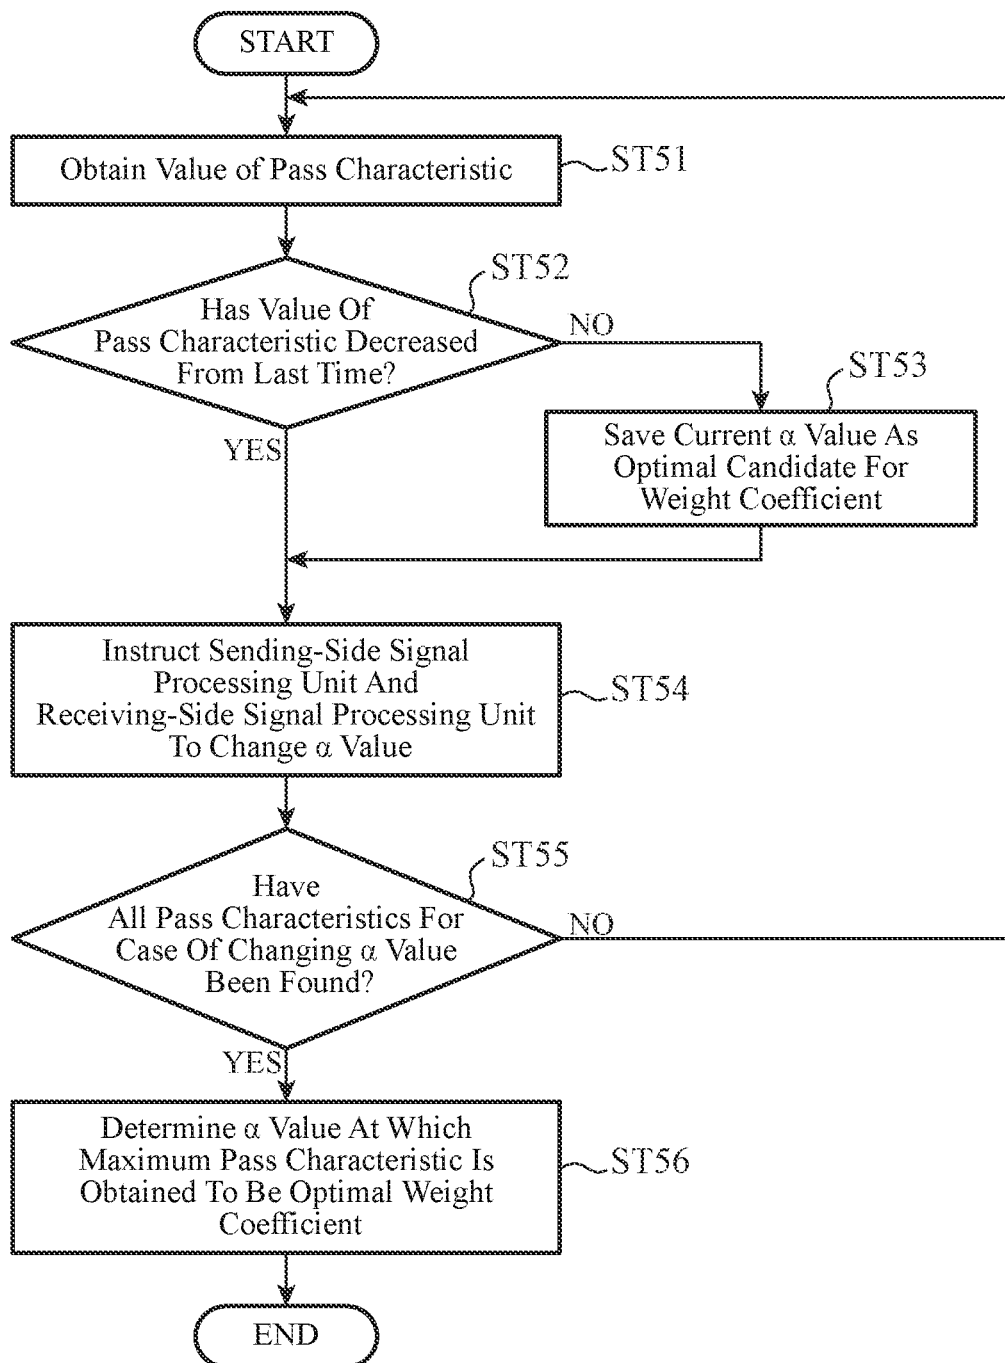 START
Obtain Value of Pass Characteristic
ST51
ST52
Has Value Of
Pass Characteristic Decreased
From Last Time?
NO
YES
ST53
Save Current α Value As
Optimal Candidate For
Weight Coefficient
Instruct Sending-Side Signal
Processing Unit And
Receiving-Side Signal Processing Unit
To Change α Value
ST54
ST55
Have
All Pass Characteristics For
Case Of Changing α Value
Been Found?
NO
YES
Determine α Value At Which
Maximum Pass Characteristic Is
Obtained To Be Optimal Weight
Coefficient
ST56
END